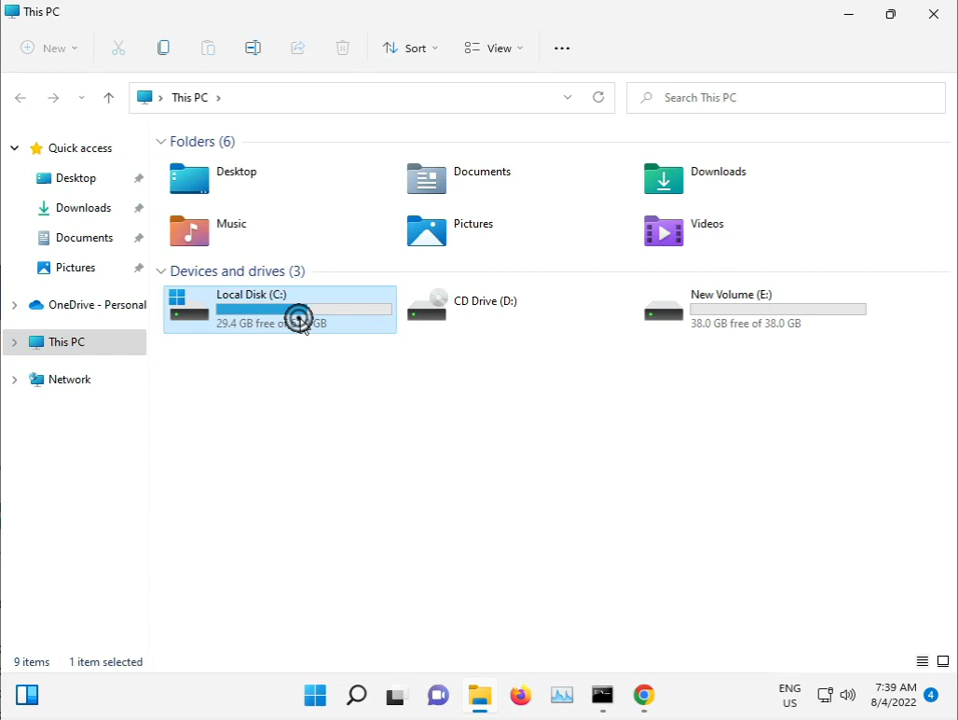 This PC
New
Sort
View
This PC
Search This PC
Quick access
Desktop
Downloads
Documents
Pictures
OneDrive - Personal
This PC
Network
Folders (6)
Desktop
Documents
Downloads
Music
Pictures
Videos
Devices and drives (3)
Local Disk (C:)
29.4 GB free of
GB
CD Drive (D:)
New Volume (E:)
38.0 GB free of 38.0 GB
9 items
1 item selected
ENG
US
7:39 AM
8/4/2022
4